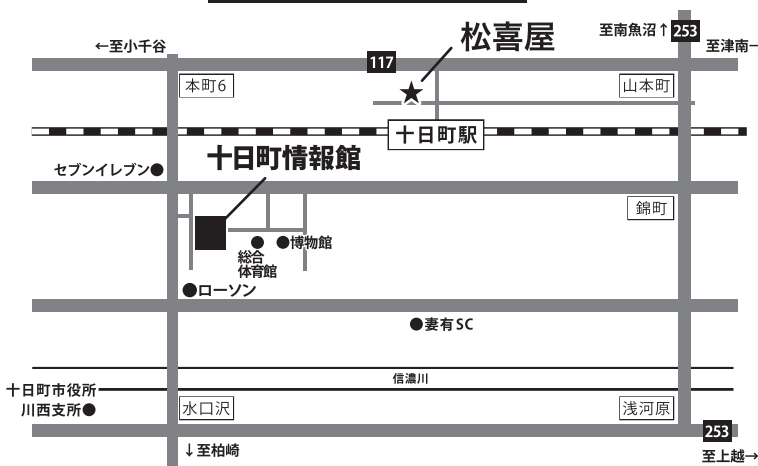 松喜屋
至南魚沼↑
253
←至小千谷
至津南
117
本町6
山本町
十日町駅
十日町情報館
セブンイレブン
錦町
博物館
総合
体育館
ローソン
妻有SC
信濃川
十日町市役所
川西支所
水口沢
浅河原
253
↓至柏崎
至上越→